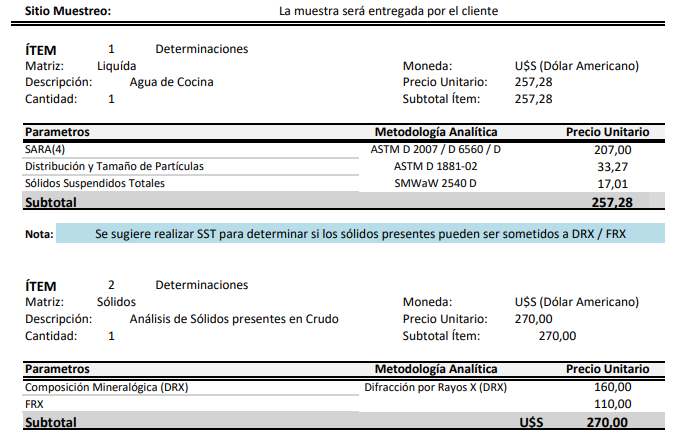 Sitio Muestreo: La muestra será entregada por el cliente
ÍTEM 1 Determinaciones
Matriz: Liquída Moneda: U$S (Dólar Americano)
Descripción: Agua de Cocina Precio Unitario: 257,28
Cantidad: 1 Subtotal Ítem: 257,28
Parametros Metodología Analítica Precio Unitario
SARA(4) ASTM D 2007 / D 6560 / D 207,00
Distribución y Tamaño de Partículas ASTM D 1881-02 33,27
Sólidos Suspendidos Totales SMWaW 2540 D 17,01
Subtotal 257,28
Nota: Se sugiere realizar SST para determinar si los sólidos presentes pueden ser sometidos a DRX / FRX
ÍTEM 2 Determinaciones
Matriz: Sólidos Moneda: U$S (Dólar Americano)
Descripción: Análisis de Sólidos presentes en Crudo Precio Unitario: 270,00
Cantidad: 1 Subtotal Ítem: 270,00
Parametros Metodología Analítica Precio Unitario
Composición Mineralógica (DRX) Difracción por Rayos X (DRX) 160,00
FRX 110,00
Subtotal U$S 270,00